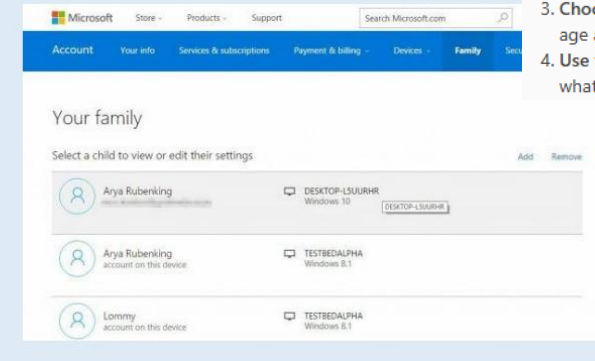 Microsoft Store Products Support Search Microsoft.com
3. Choo
age a
4. Use
what
Account Your info Services & subscriptions Payment & billing Devices Family Secu
Your family
Select a child to view or edit their settings Add Remove
Arya Rubenking DESKTOP-L5UURHR
Windows 10
DESKTOP-L5UURHR
Arya Rubenking TESTBEDALPHA
account on this device Windows 8.1
Lommy TESTBEDALPHA
account on this device Windows 8.1